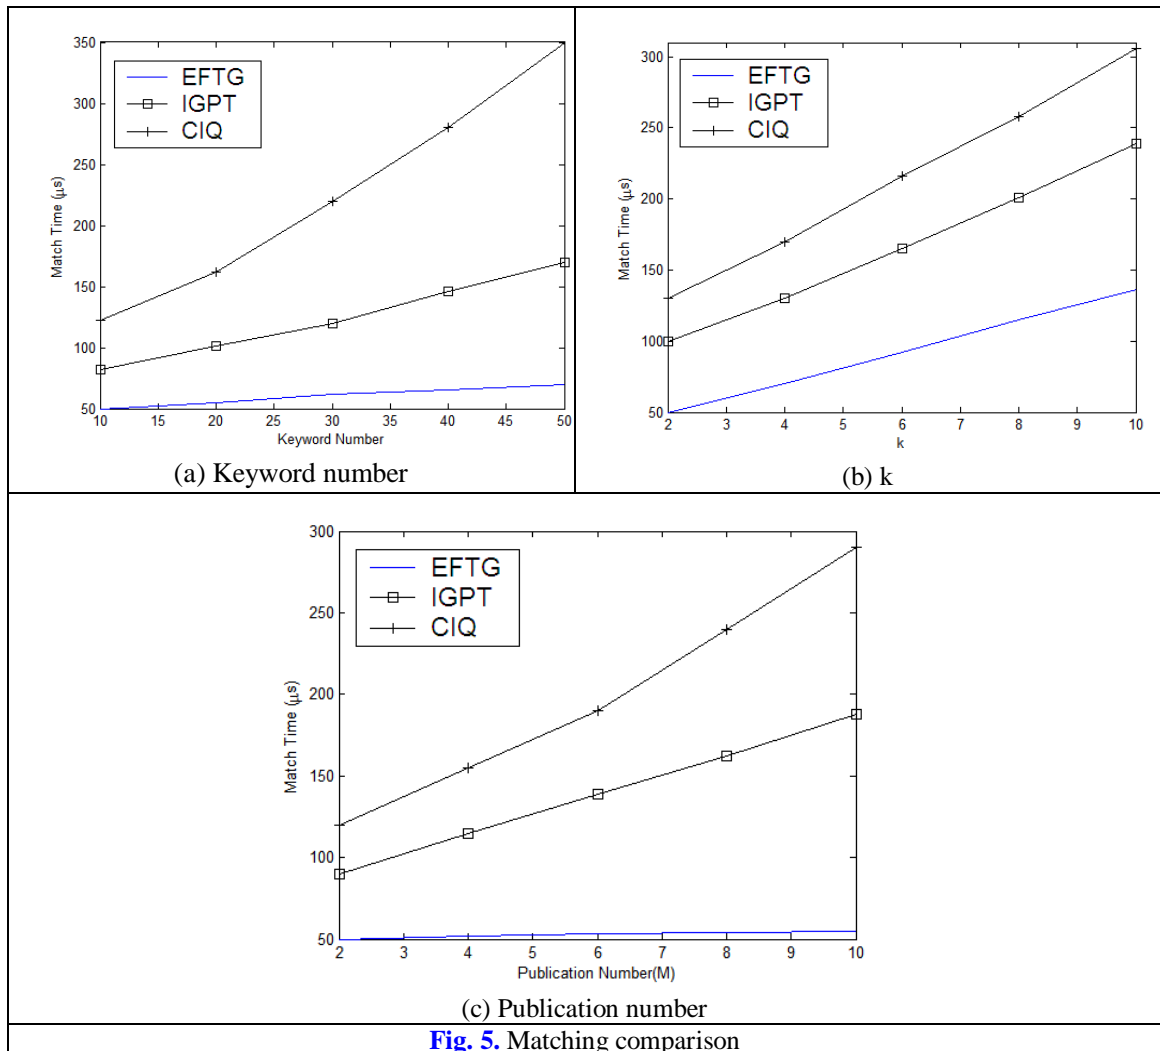 350
300
250
200
150
100
50
EFTG
IGPT
CIQ
Match Time (μs)
10 15 20 25 30 35 40 45 50
Keyword Number
(a) Keyword number
300
250
200
150
100
50
EFTG
IGPT
CIQ
Match Time (μs)
2 3 4 5 6 7 8 9 10
k
(b) k
300
250
200
150
100
50
EFTG
IGPT
CIQ
Match Time (μs)
2 3 4 5 6 7 8 9 10
Publication Number(M)
(c) Publication number
Fig. 5. Matching comparison